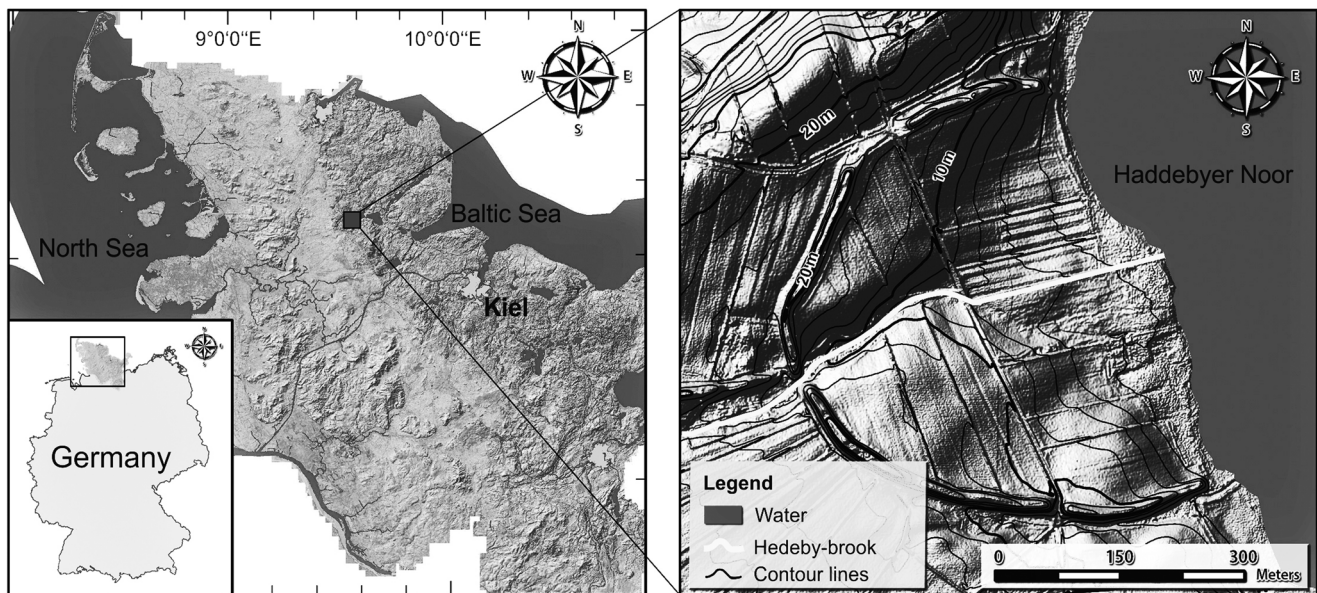 9°0'0"E
10°0'0"E
N
W
E
S
North Sea
Baltic Sea
Kiel
Germany
N
W
E
S
20 m
10 m
20 m
Haddebyer Noor
Legend
Water
Hedeby-brook
Contour lines
0
150
300
Meters